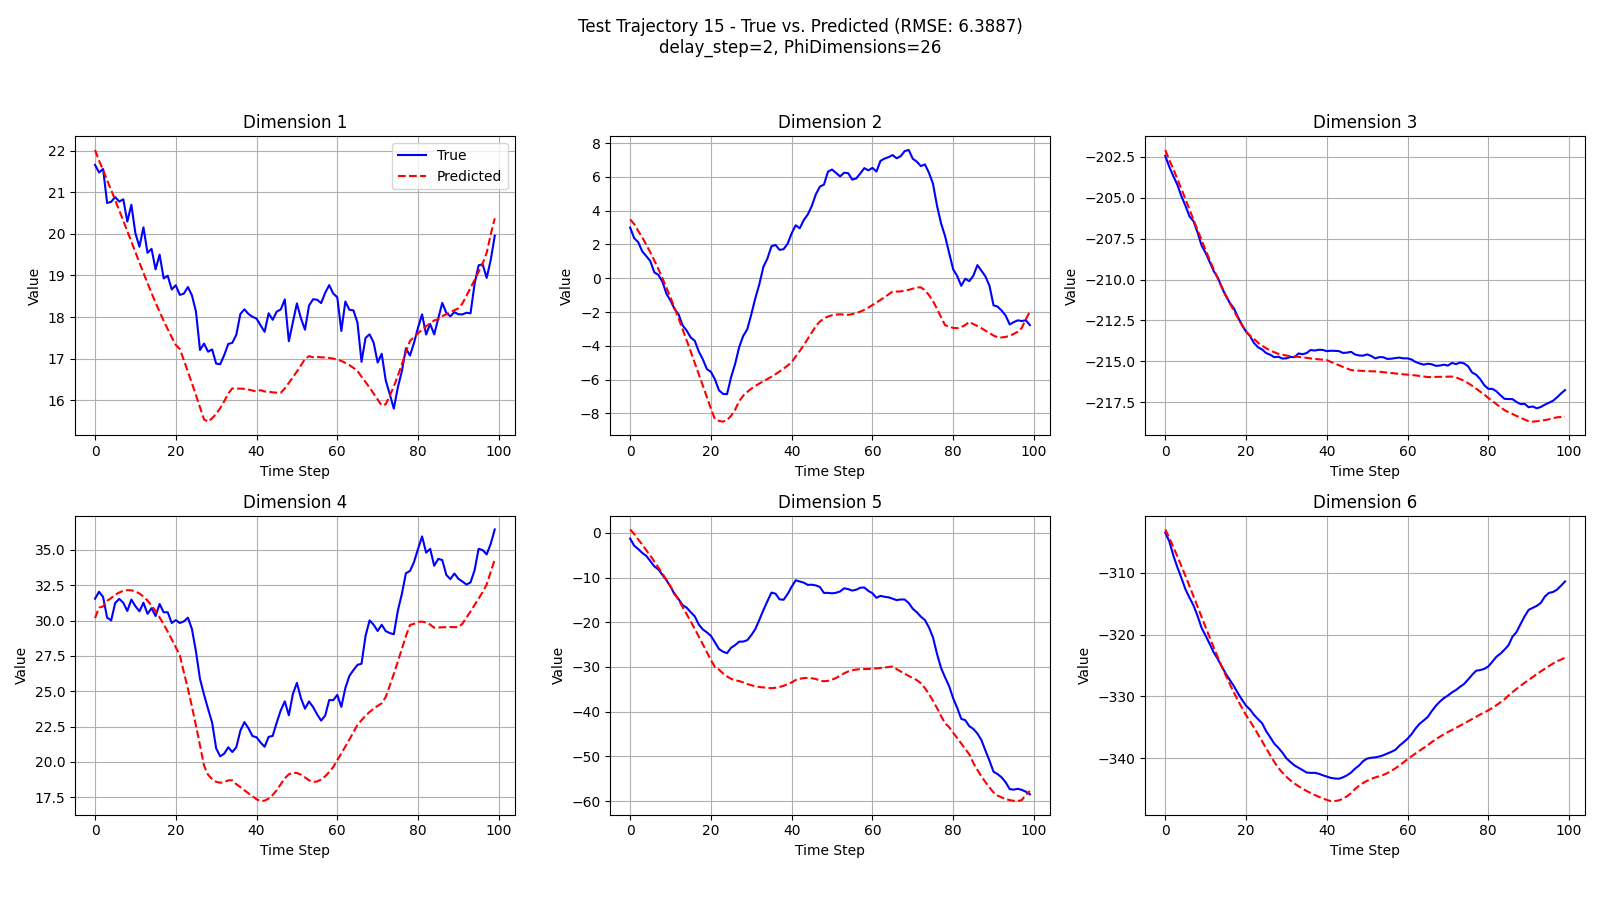 Test Trajectory 15 - True vs. Predicted (RMSE: 6.3887)
delay_step=2, PhiDimensions=26
Dimension 1
Value
22
21
20
19
18
17
16
0 20 40 60 80 100
Time Step
True
Predicted
Dimension 2
Value
8
6
4
2
0
−2
−4
−6
−8
0 20 40 60 80 100
Time Step
Dimension 3
Value
−202.5
−205.0
−207.5
−210.0
−212.5
−215.0
−217.5
0 20 40 60 80 100
Time Step
Dimension 4
Value
35.0
32.5
30.0
27.5
25.0
22.5
20.0
17.5
0 20 40 60 80 100
Time Step
Dimension 5
Value
0
−10
−20
−30
−40
−50
−60
0 20 40 60 80 100
Time Step
Dimension 6
Value
−310
−320
−330
−340
0 20 40 60 80 100
Time Step